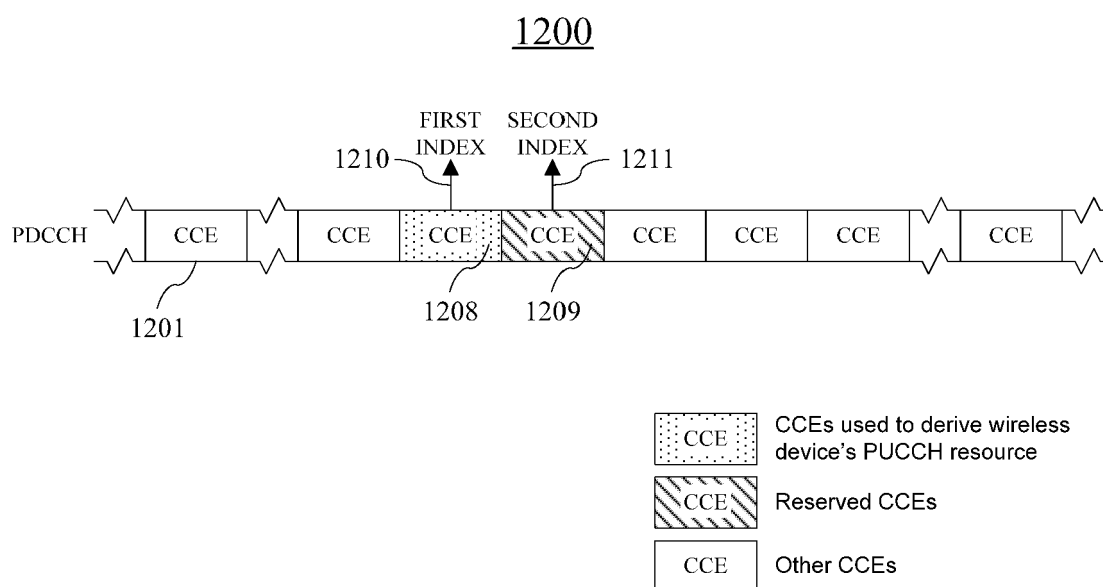 1200
FIRST INDEX
SECOND INDEX
1210
1211
PDCCH
CCE
CCE
CCE
CCE
CCE
CCE
CCE
CCE
1201
1208
1209
CCE
CCEs used to derive wireless
device's PUCCH resource
CCE
Reserved CCEs
CCE
Other CCEs